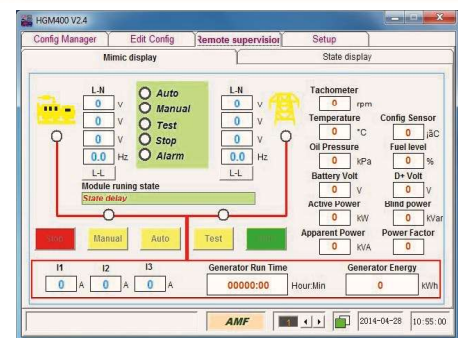 HGM400 V2.4
Config Manager Edit Config Remote supervision Setup
Mimic display State display
L-N L-N Tachometer
0 V 0 V 0 rpm
Auto
Manual
Test
Stop
Alarm
Temperature Config Sensor
0 V 0 V 0 °C 0 ¡ãC
Oil Pressure Fuel level
0 V 0 V 0 kPa 0 %
Battery Volt D+ Volt
0.0 Hz 0.0 Hz 0 V 0 V
L-L L-L
Module runing state
State delay
Active Power Blind power
0 kW 0 kVar
Apparent Power Power Factor
0 kVA 0
Manual Auto Test
I1 I2 I3 Generator Run Time Generator Energy
0 A 0 A 0 A 00000:00 Hour:Min 0 kWh
AMF 1 2014-04-28 10:55:00